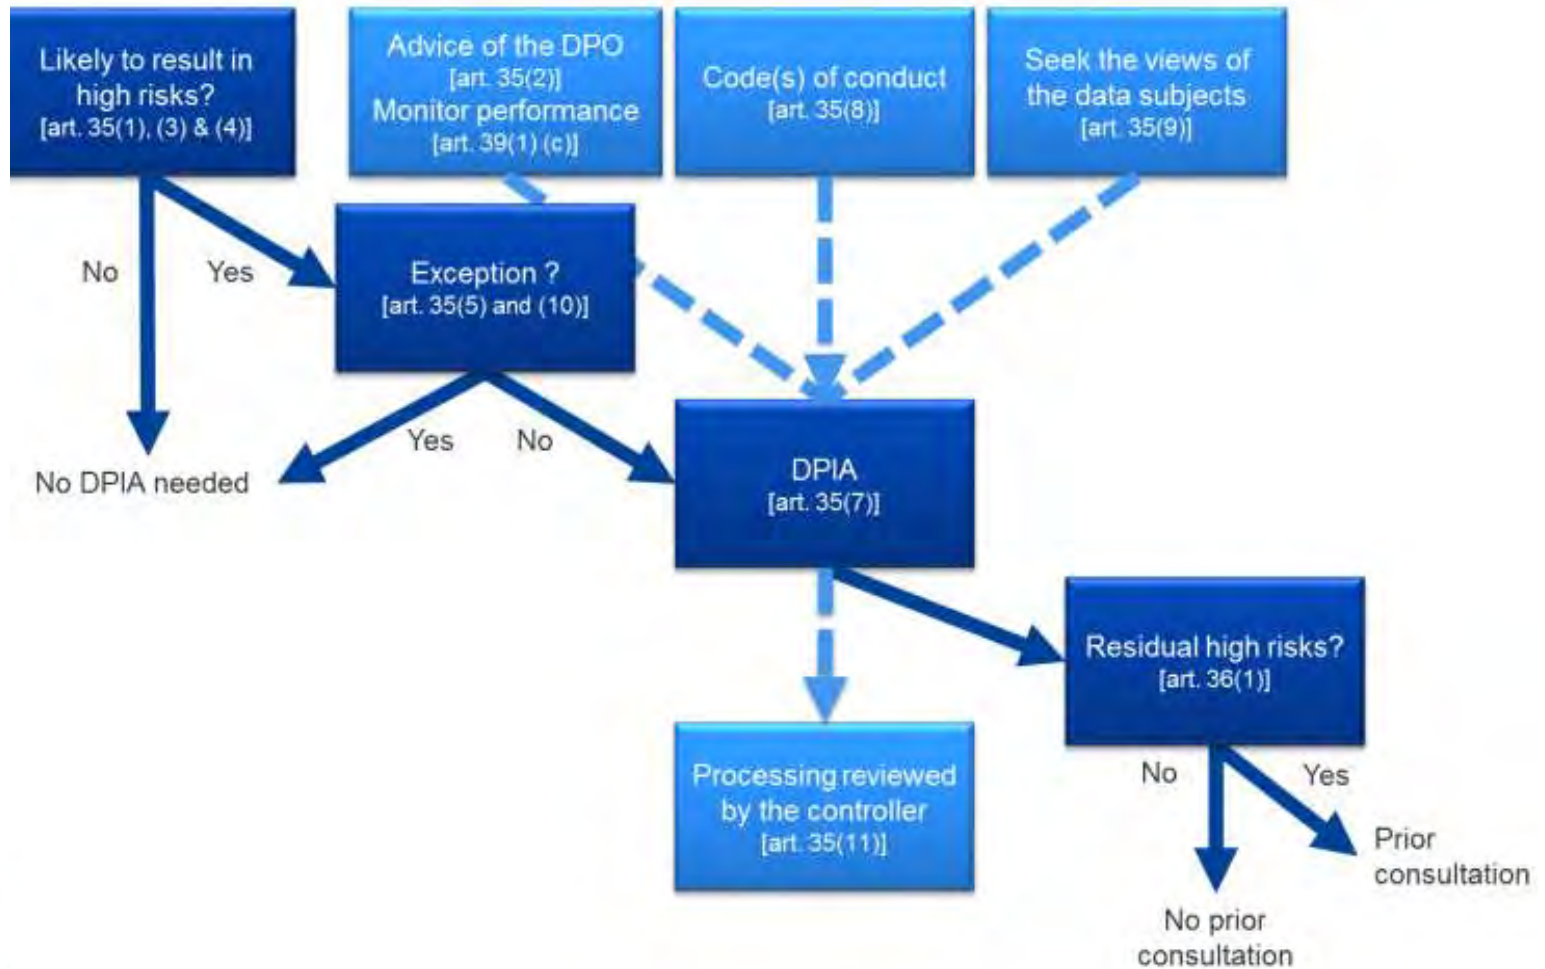 Likely to result in
high risks?
[art. 35(1), (3) & (4)]
Advice of the DPO
[art. 35(2)]
Monitor performance
[art. 39(1) (c)]
Code(s) of conduct
[art. 35(8)]
Seek the views of
the data subjects
[art. 35(9)]
No
Yes
Exception ?
[art. 35(5) and (10)]
Yes
No
No DPIA needed
DPIA
[art. 35(7)]
Residual high risks?
[art. 36(1)]
Processing reviewed
by the controller
[art. 35(11)]
No
Yes
Prior
consultation
No prior
consultation